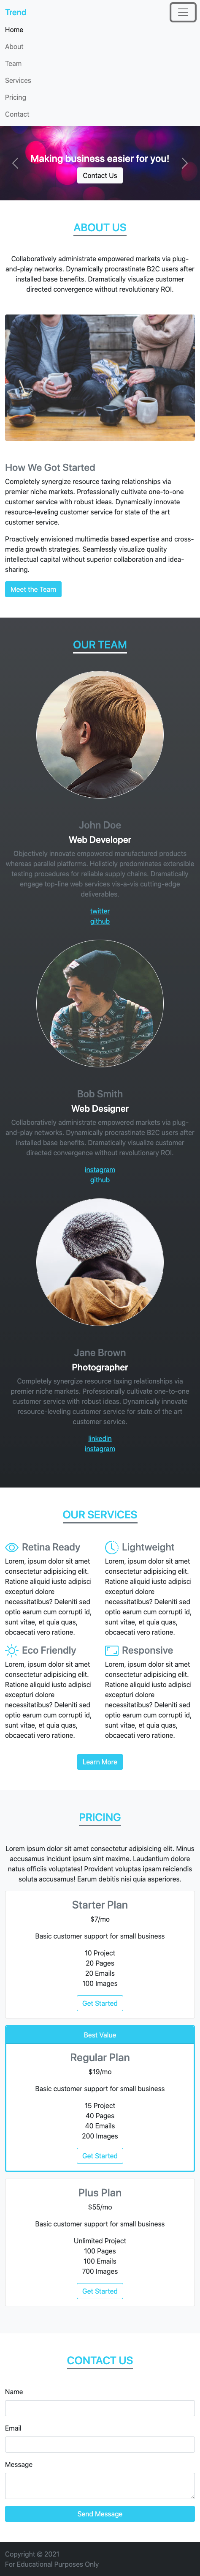 Trend
Home
About
Team
Services
Pricing
Contact
Making business easier for you!
Contact Us
ABOUT US
Collaboratively administrate empowered markets via plug-
and-play networks. Dynamically procrastinate B2C users after
installed base benefits. Dramatically visualize customer
directed convergence without revolutionary ROI.
How We Got Started
Completely synergize resource taxing relationships via
premier niche markets. Professionally cultivate one-to-one
customer service with robust ideas. Dynamically innovate
resource-leveling customer service for state of the art
customer service.
Proactively envisioned multimedia based expertise and cross-
media growth strategies. Seamlessly visualize quality
intellectual capital without superior collaboration and idea-
sharing.
Meet the Team
OUR TEAM
John Doe
Web Developer
Objectively innovate empowered manufactured products
whereas parallel platforms. Holisticly predominates extensible
testing procedures for reliable supply chains. Dramatically
engage top-line web services vis-a-vis cutting-edge
deliverables.
twitter
github
Bob Smith
Web Designer
Collaboratively administrate empowered markets via plug-
and-play networks. Dynamically procrastinate B2C users after
installed base benefits. Dramatically visualize customer
directed convergence without revolutionary ROI.
instagram
github
Jane Brown
Photographer
Completely synergize resource taxing relationships via
premier niche markets. Professionally cultivate one-to-one
customer service with robust ideas. Dynamically innovate
resource-leveling customer service for state of the art
customer service.
linkedin
instagram
OUR SERVICES
Retina Ready
Lorem, ipsum dolor sit amet
consectetur adipisicing elit.
Ratione aliquid iusto adipisci
excepturi dolore
necessitatibus? Deleniti sed
optio earum cum corrupti id,
sunt vitae, et quia quas,
obcaecati vero ratione.
Lightweight
Lorem, ipsum dolor sit amet
consectetur adipisicing elit.
Ratione aliquid iusto adipisci
excepturi dolore
necessitatibus? Deleniti sed
optio earum cum corrupti id,
sunt vitae, et quia quas,
obcaecati vero ratione.
Eco Friendly
Lorem, ipsum dolor sit amet
consectetur adipisicing elit.
Ratione aliquid iusto adipisci
excepturi dolore
necessitatibus? Deleniti sed
optio earum cum corrupti id,
sunt vitae, et quia quas,
obcaecati vero ratione.
Responsive
Lorem, ipsum dolor sit amet
consectetur adipisicing elit.
Ratione aliquid iusto adipisci
excepturi dolore
necessitatibus? Deleniti sed
optio earum cum corrupti id,
sunt vitae, et quia quas,
obcaecati vero ratione.
Learn More
PRICING
Lorem ipsum dolor sit amet consectetur adipisicing elit. Minus
accusamus incidunt ipsum sint maxime. Laudantium dolore
natus officiis voluptates! Provident voluptas ipsam reiciendis
soluta accusamus! Earum debitis nisi quia asperiores.
Starter Plan
$7/mo
Basic customer support for small business
10 Project
20 Pages
20 Emails
100 Images
Get Started
Best Value
Regular Plan
$19/mo
Basic customer support for small business
15 Project
40 Pages
40 Emails
200 Images
Get Started
Plus Plan
$55/mo
Basic customer support for small business
Unlimited Project
100 Pages
100 Emails
700 Images
Get Started
CONTACT US
Name
Email
Message
Send Message
Copyright © 2021
For Educational Purposes Only